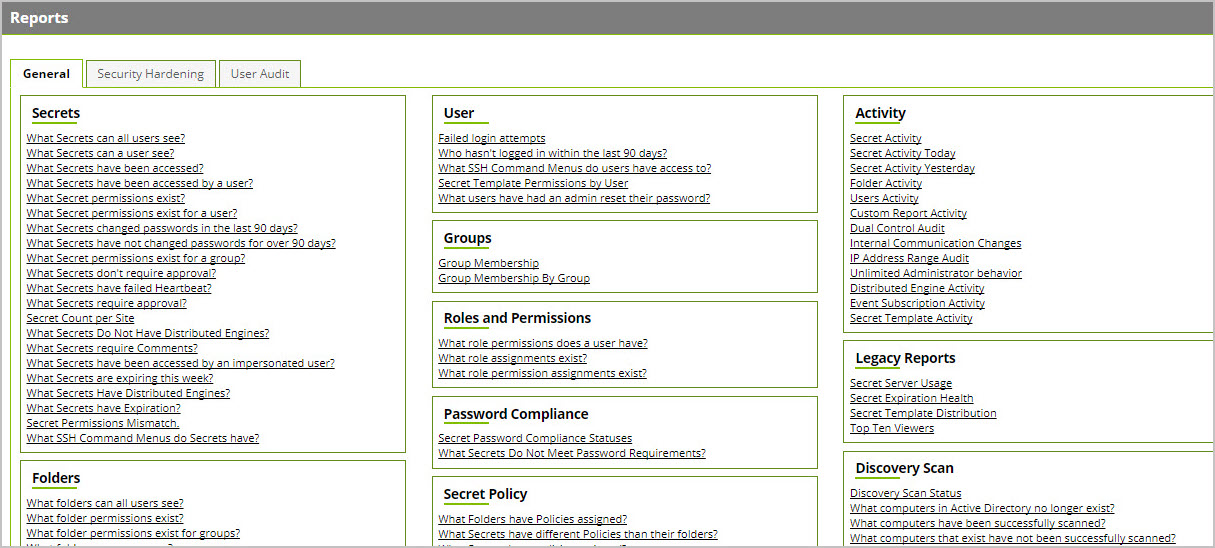 Reports
General
Security Hardening
User Audit
Secrets
What Secrets can all users see?
What Secrets can a user see?
What Secrets have been accessed?
What Secrets have been accessed by a user?
What Secret permissions exist?
What Secret permissions exist for a user?
What Secrets changed passwords in the last 90 days?
What Secrets have not changed passwords for over 90 days?
What Secret permissions exist for a group?
What Secrets don't require approval?
What Secrets have failed Heartbeat?
What Secrets require approval?
Secret Count per Site
What Secrets Do Not Have Distributed Engines?
What Secrets require Comments?
What Secrets have been accessed by an impersonated user?
What Secrets are expiring this week?
What Secrets Have Distributed Engines?
What Secrets have Expiration?
Secret Permissions Mismatch.
What SSH Command Menus do Secrets have?
Folders
What folders can all users see?
What folder permissions exist?
What folder permissions exist for groups?
User
Failed login attempts
Who hasn't logged in within the last 90 days?
What SSH Command Menus do users have access to?
Secret Template Permissions by User
What users have had an admin reset their password?
Groups
Group Membership
Group Membership By Group
Roles and Permissions
What role permissions does a user have?
What role assignments exist?
What role permission assignments exist?
Password Compliance
Secret Password Compliance Statuses
What Secrets Do Not Meet Password Requirements?
Secret Policy
What Folders have Policies assigned?
What Secrets have different Policies than their folders?
Activity
Secret Activity
Secret Activity Today
Secret Activity Yesterday
Folder Activity
Users Activity
Custom Report Activity
Dual Control Audit
Internal Communication Changes
IP Address Range Audit
Unlimited Administrator behavior
Distributed Engine Activity
Event Subscription Activity
Secret Template Activity
Legacy Reports
Secret Server Usage
Secret Expiration Health
Secret Template Distribution
Top Ten Viewers
Discovery Scan
Discovery Scan Status
What computers in Active Directory no longer exist?
What computers have been successfully scanned?
What computers that exist have not been successfully scanned?